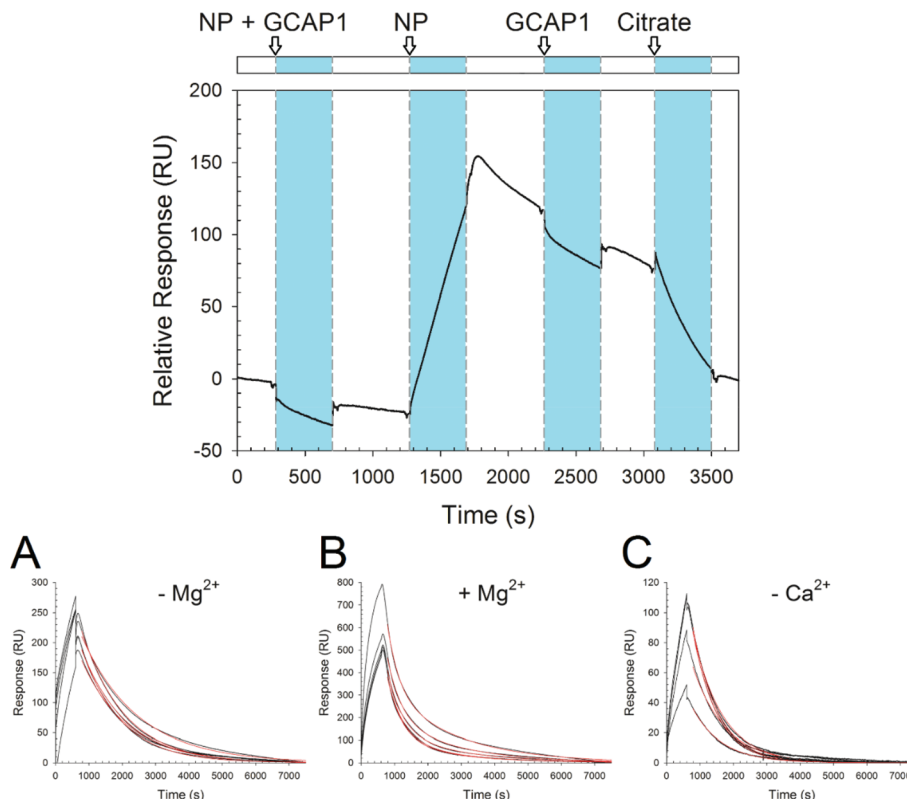 NP + GCAP1 NP GCAP1 Citrate
200
150
100
50
0
-50
Relative Response (RU)
0 500 1000 1500 2000 2500 3000 3500
Time (s)
A
- Mg²⁺
300
250
200
150
100
50
0
Response (RU)
0 1000 2000 3000 4000 5000 6000 7000
Time (s)
B
+ Mg²⁺
800
700
600
500
400
300
200
100
0
Response (RU)
0 1000 2000 3000 4000 5000 6000 7000
Time (s)
C
- Ca²⁺
120
100
80
60
40
20
0
Response (RU)
0 1000 2000 3000 4000 5000 6000 7000
Time (s)